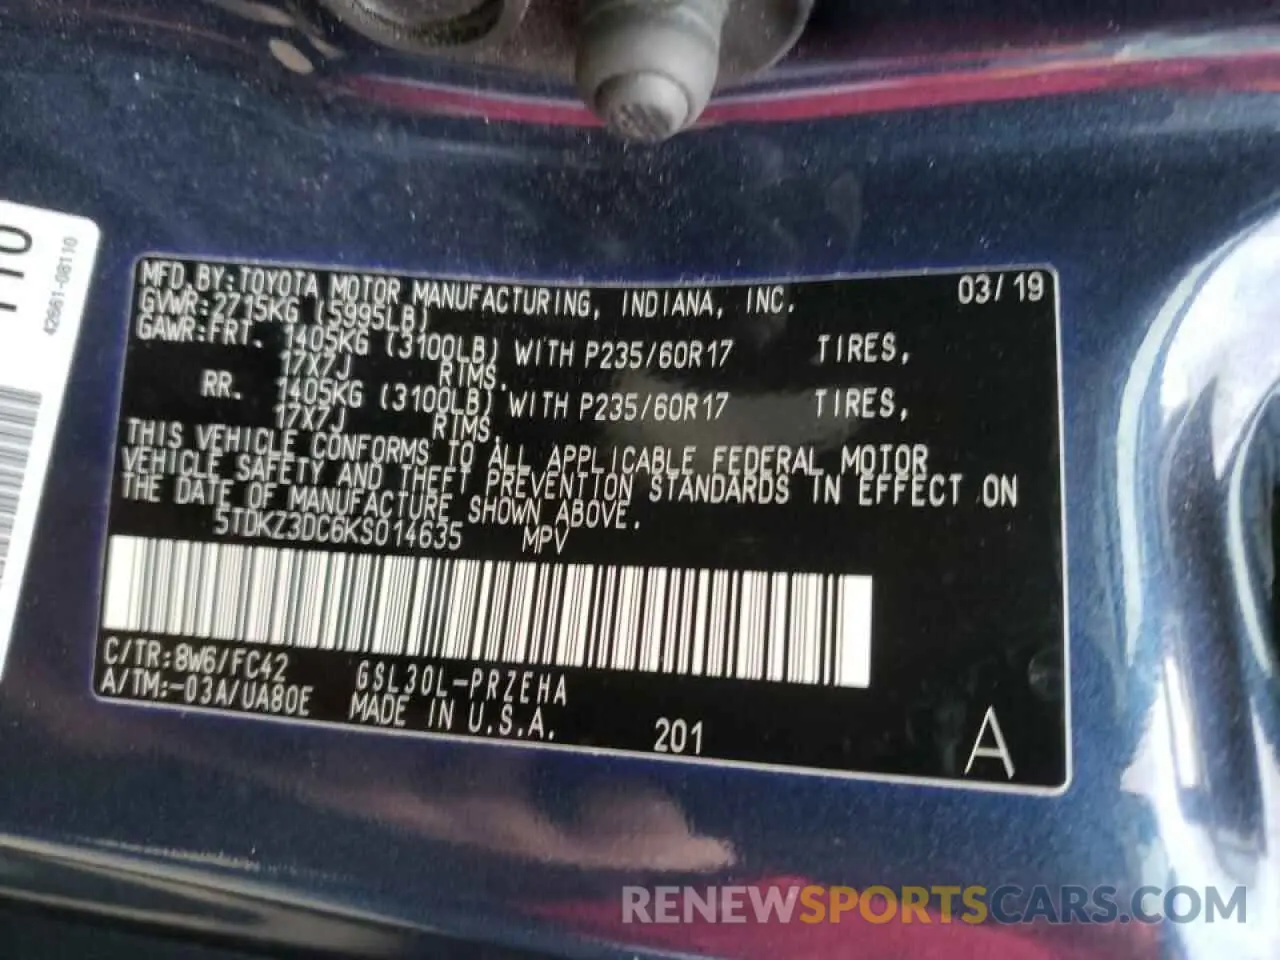 110
42661-08110
MFD.BY:TOYOTA MOTOR MANUFACTURING, INDIANA, INC. 03/19
GVWR:2715KG (5995LB)
GAWR:FRT. 1405KG (3100LB) WITH P235/60R17 TIRES,
17X7J RIMS.
RR. 1405KG (3100LB) WITH P235/60R17 TIRES,
17X7J RIMS.
THIS VEHICLE CONFORMS TO ALL APPLICABLE FEDERAL MOTOR
VEHICLE SAFETY AND THEFT PREVENTION STANDARDS IN EFFECT ON
THE DATE OF MANUFACTURE SHOWN ABOVE.
5TDKZ3DC6KS014635 MPV
C/TR:8W6/FC42 GSL30L-PRZEHA
A/TM:-03A/UA80E MADE IN U.S.A. 201 A
RENEWSPORTSCARS.COM